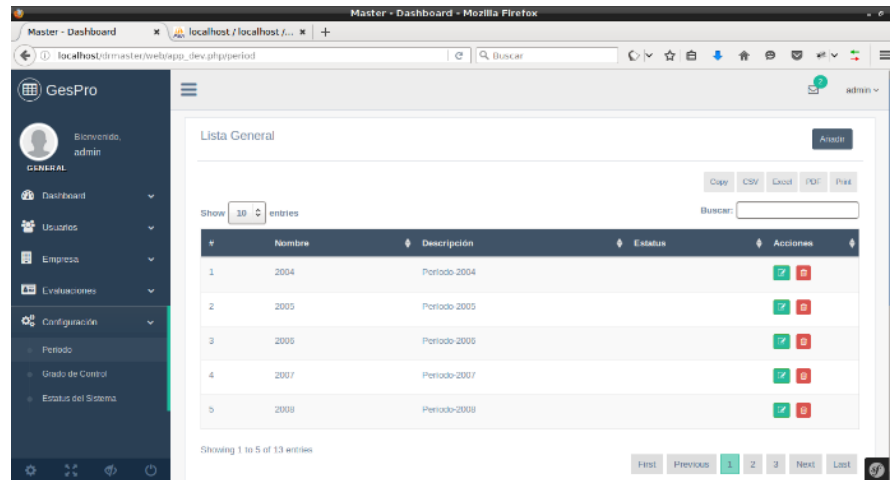 Master - Dashboard - Mozilla Firefox
Master - Dashboard
localhost / localhost /...
localhost/drmaster/web/app_dev.php/period
Buscar
GesPro
2
admin
Bienvenido,
admin
GENERAL
Dashboard
Usuarios
Empresa
Evaluaciones
Configuración
Periodo
Grado de Control
Estatus del Sistema
Lista General
Anadir
Copy CSV Excel PDF Print
Show 10 entries
Buscar:
# Nombre Descripción Estatus Acciones
1 2004 Periodo-2004
2 2005 Periodo-2005
3 2006 Periodo-2006
4 2007 Periodo-2007
5 2008 Periodo-2008
Showing 1 to 5 of 13 entries
First Previous 1 2 3 Next Last
sf